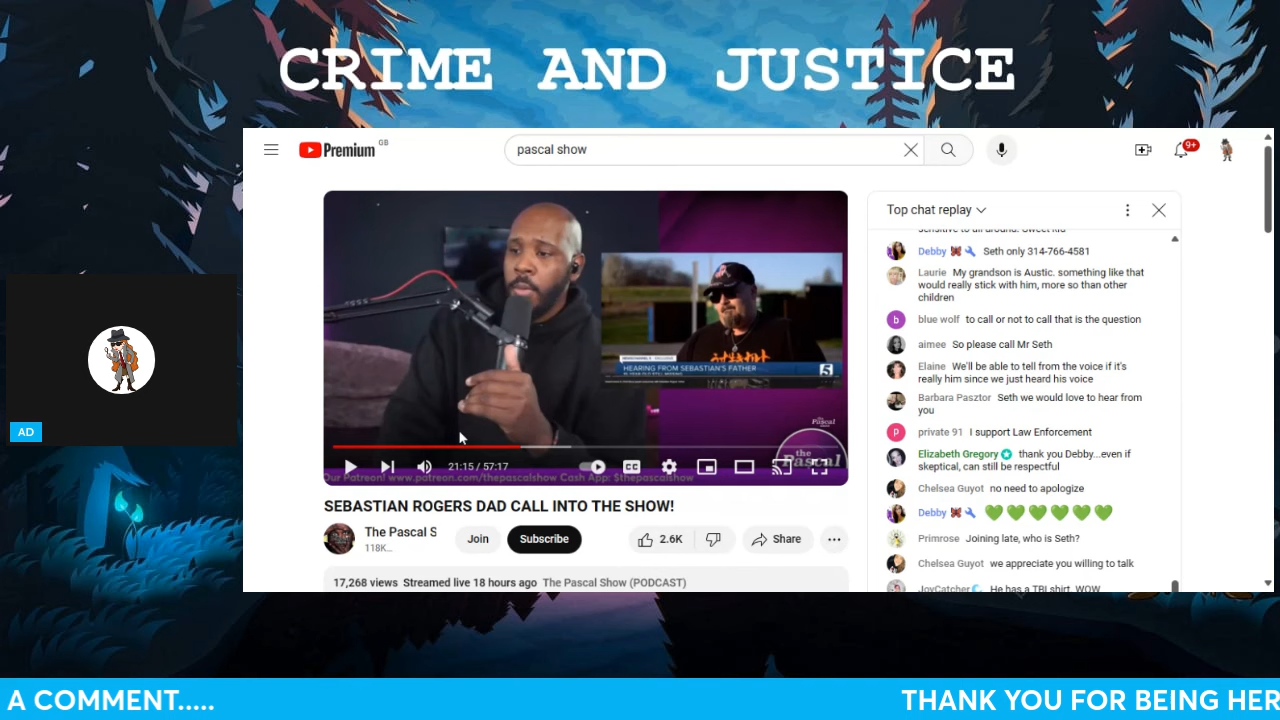 CRIME AND JUSTICE
Premium GB
pascal show
9+
Top chat replay
Debby Seth only 314-766-4581
Laurie My grandson is Austic. something like that
would really stick with him, more so than other
children
blue wolf to call or not to call that is the question
aimee So please call Mr Seth
Elaine We'll be able to tell from the voice if it's
really him since we just heard his voice
Barbara Pasztor Seth we would love to hear from
you
private 91 I support Law Enforcement
Elizabeth Gregory thank you Debby...even if
skeptical, can still be respectful
Chelsea Guyot no need to apologize
Debby
Primrose Joining late, who is Seth?
Chelsea Guyot we appreciate you willing to talk
JoyCatcher He has a TBI shirt. WOW
HEARING FROM SEBASTIAN'S FATHER
5
the Pascal
21:15 / 57:17
CC
the Pascal
Our Patreon! www.patreon.com/thepascalshow Cash App: $thepascalshow
SEBASTIAN ROGERS DAD CALL INTO THE SHOW!
The Pascal S
118K...
Join
Subscribe
2.6K
Share
17,268 views Streamed live 18 hours ago The Pascal Show (PODCAST)
AD
A COMMENT.....
THANK YOU FOR BEING HER